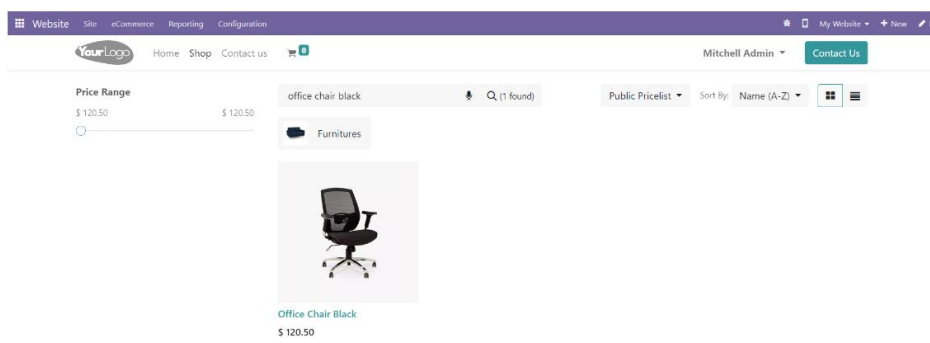 Website Site eCommerce Reporting Configuration My Website + New
YourLogo Home Shop Contact us 0 Mitchell Admin Contact Us
Price Range
office chair black (1 found) Public Pricelist Sort By: Name (A-Z)
$ 120.50 $ 120.50
Furnitures
Office Chair Black
$ 120.50